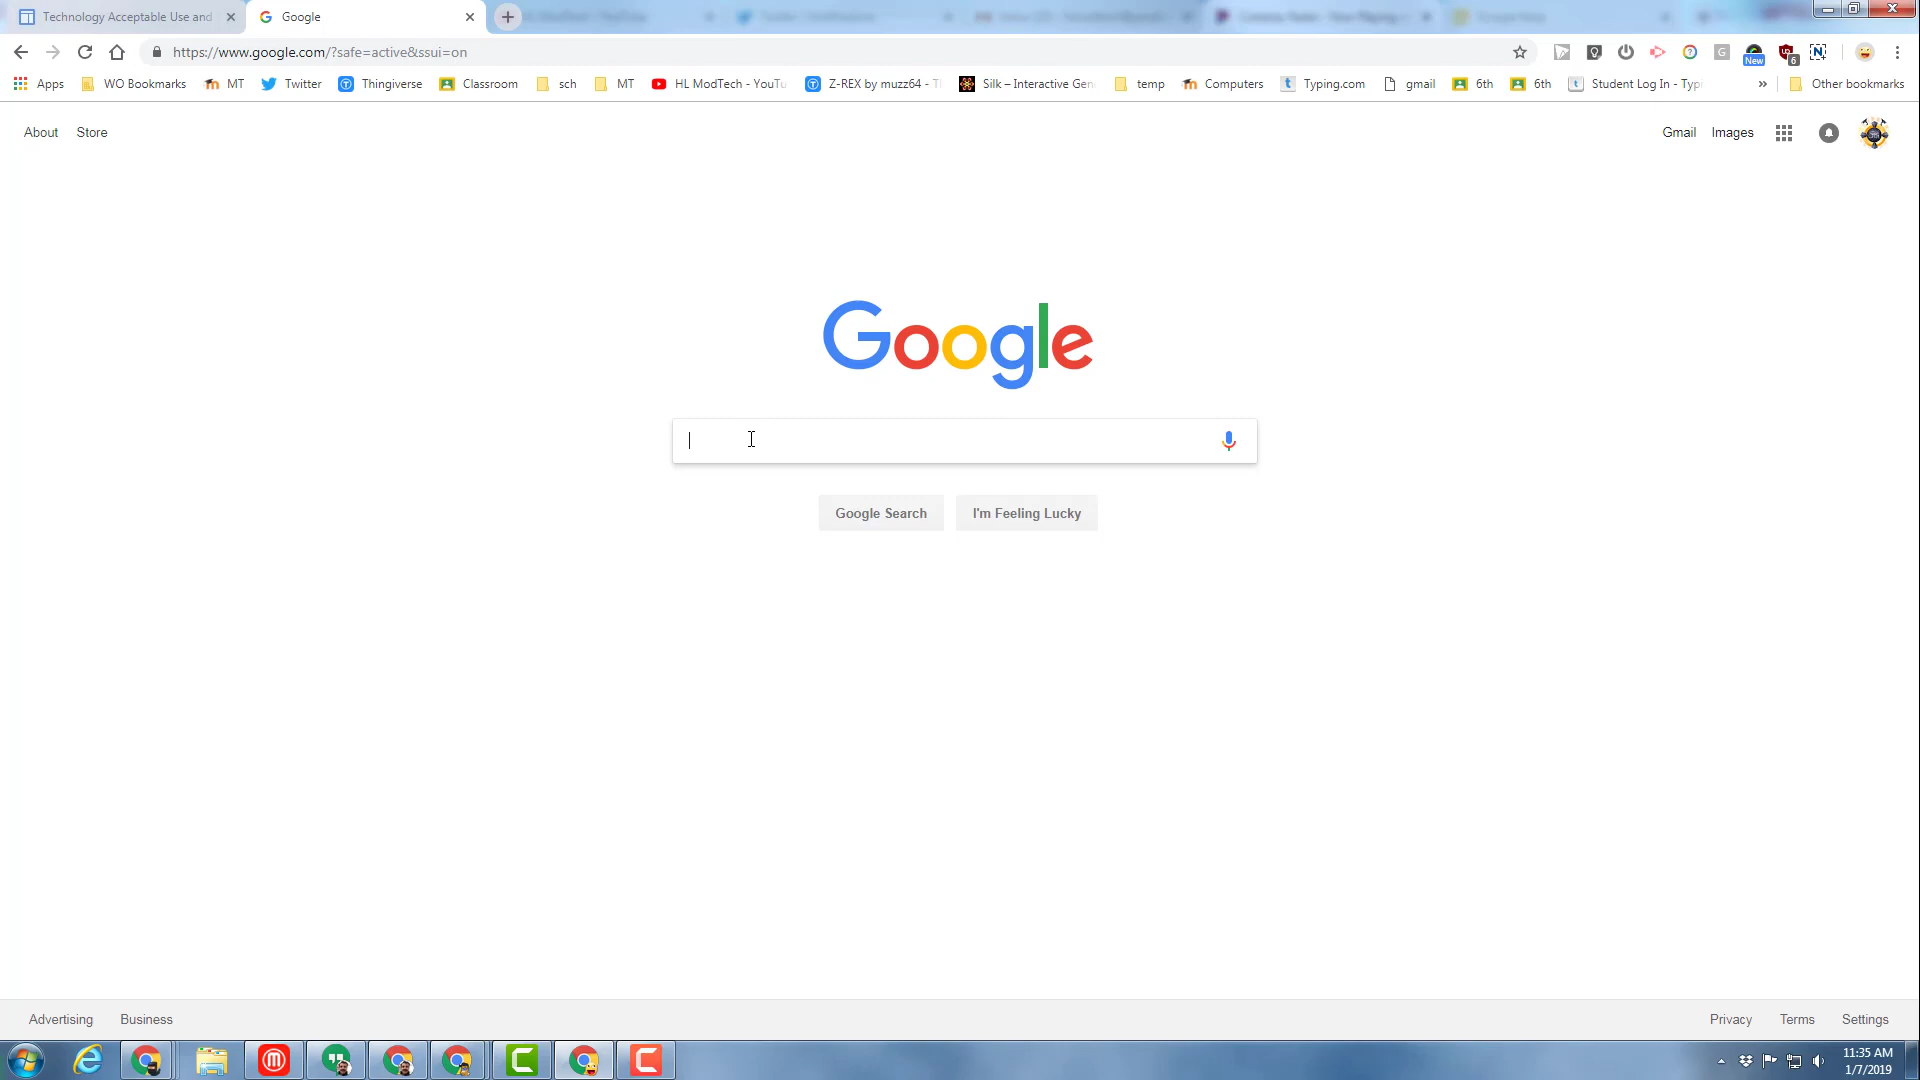 Technology Acceptable Use and
Google
https://www.google.com/?safe=active&ssui=on
New
6
Apps
WO Bookmarks
MT
Twitter
Thingiverse
Classroom
sch
MT
HL ModTech - YouTu
Z-REX by muzz64 - T
Silk – Interactive Gen
temp
Computers
Typing.com
gmail
6th
6th
Student Log In - Typi
»
Other bookmarks
About
Store
Gmail
Images
Google
Google Search
I'm Feeling Lucky
Advertising
Business
Privacy
Terms
Settings
11:35 AM
1/7/2019